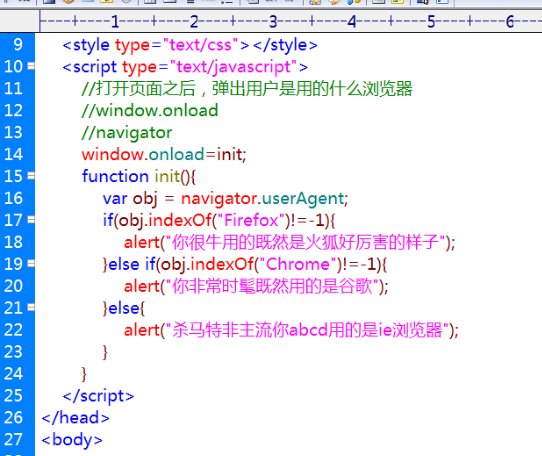 ----+----1----+----2----+----3----+----4----+----5----+----6----
9 <style type="text/css"></style>
10 <script type="text/javascript">
11 //打开页面之后，弹出用户是用的什么浏览器
12 //window.onload
13 //navigator
14 window.onload=init;
15 function init(){
16 var obj = navigator.userAgent;
17 if(obj.indexOf("Firefox")!=-1){
18 alert("你很牛用的既然是火狐好厉害的样子");
19 }else if(obj.indexOf("Chrome")!=-1){
20 alert("你非常时髦既然用的是谷歌");
21 }else{
22 alert("杀马特非主流你abcd用的是ie浏览器");
23 }
24 }
25 </script>
26 </head>
27 <body>